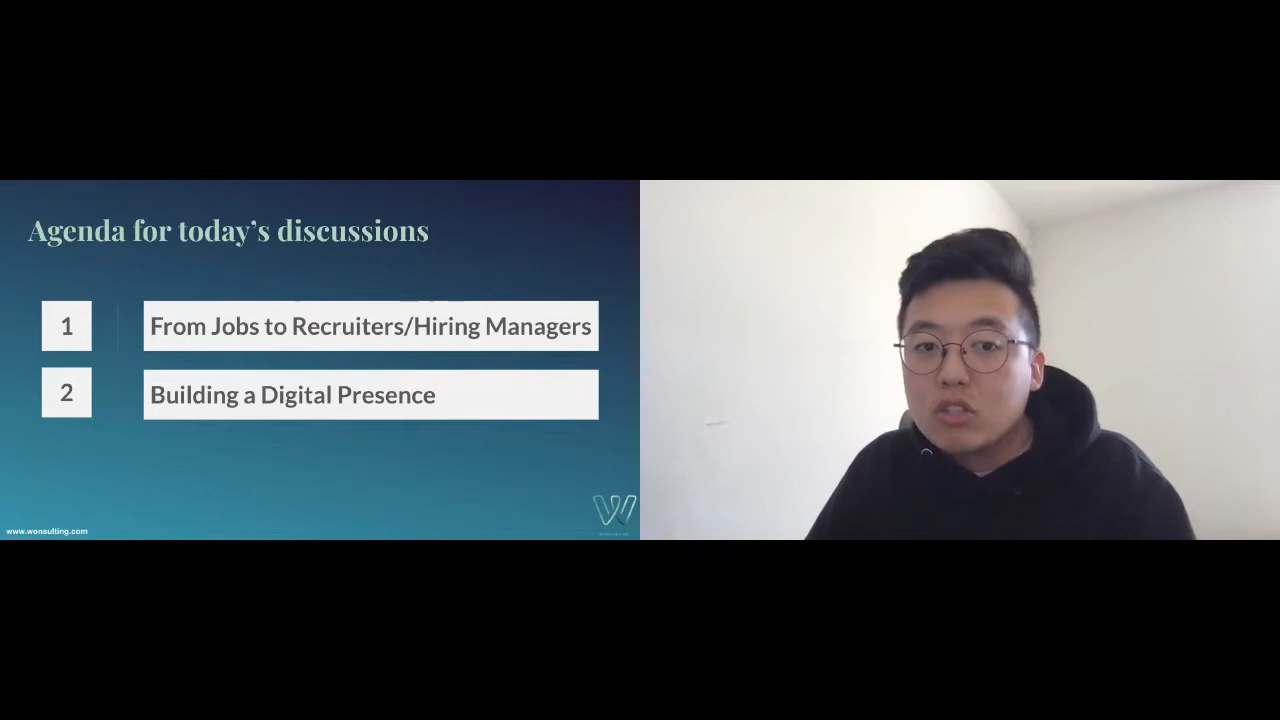 Agenda for today's discussions
1
From Jobs to Recruiters/Hiring Managers
2
Building a Digital Presence
www.wonsulting.com
W